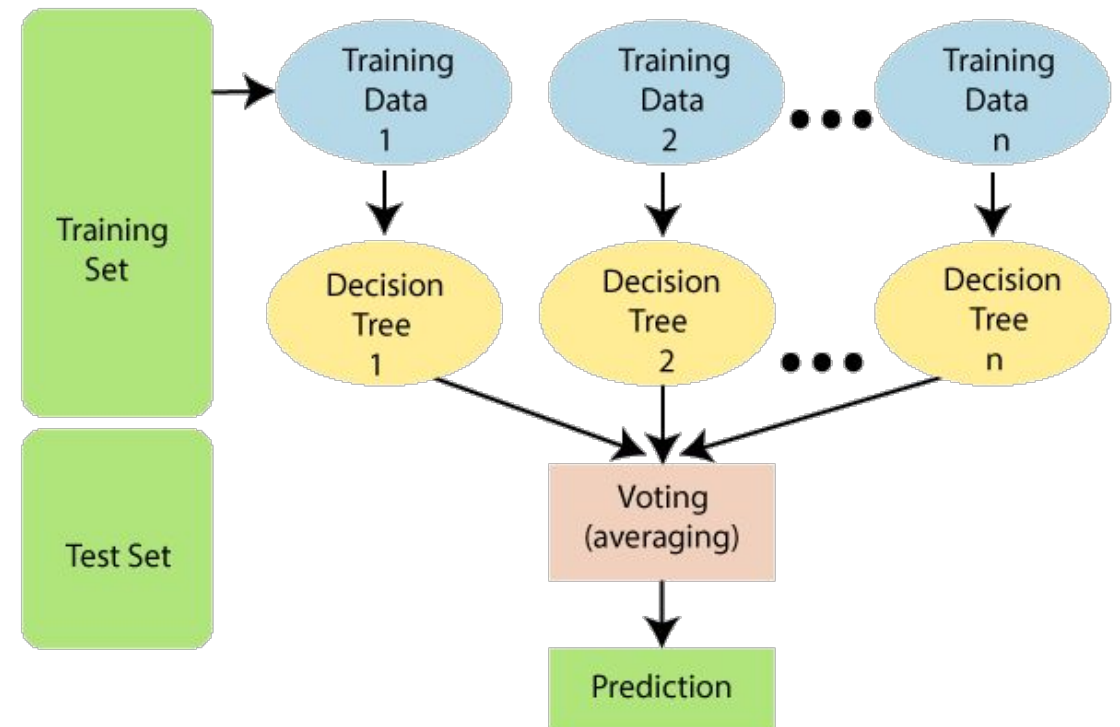 Training
Set
Test Set
Training
Data
1
Training
Data
2
Training
Data
n
Decision
Tree
1
Decision
Tree
2
Decision
Tree
n
Voting
(averaging)
Prediction